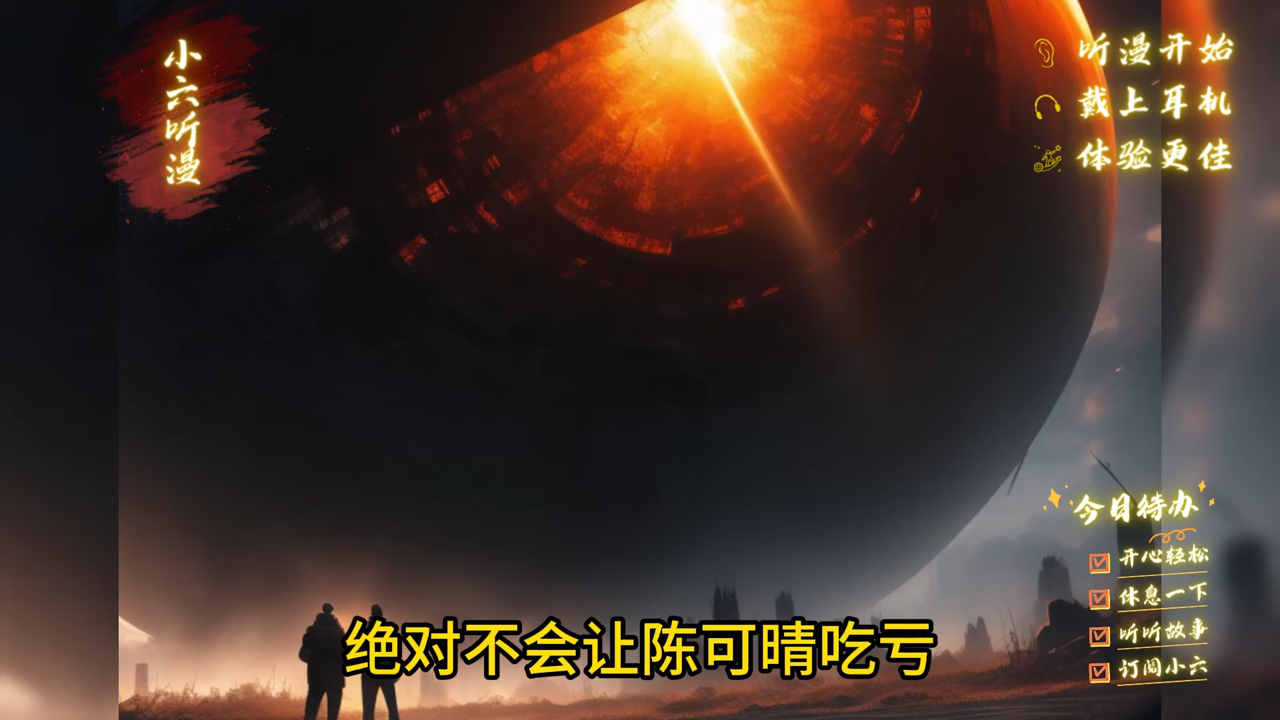 小六听漫
听漫开始
戴上耳机
体验更佳
今日待办
开心轻松
休息一下
听听故事
订阅小六
绝对不会让陈可晴吃亏